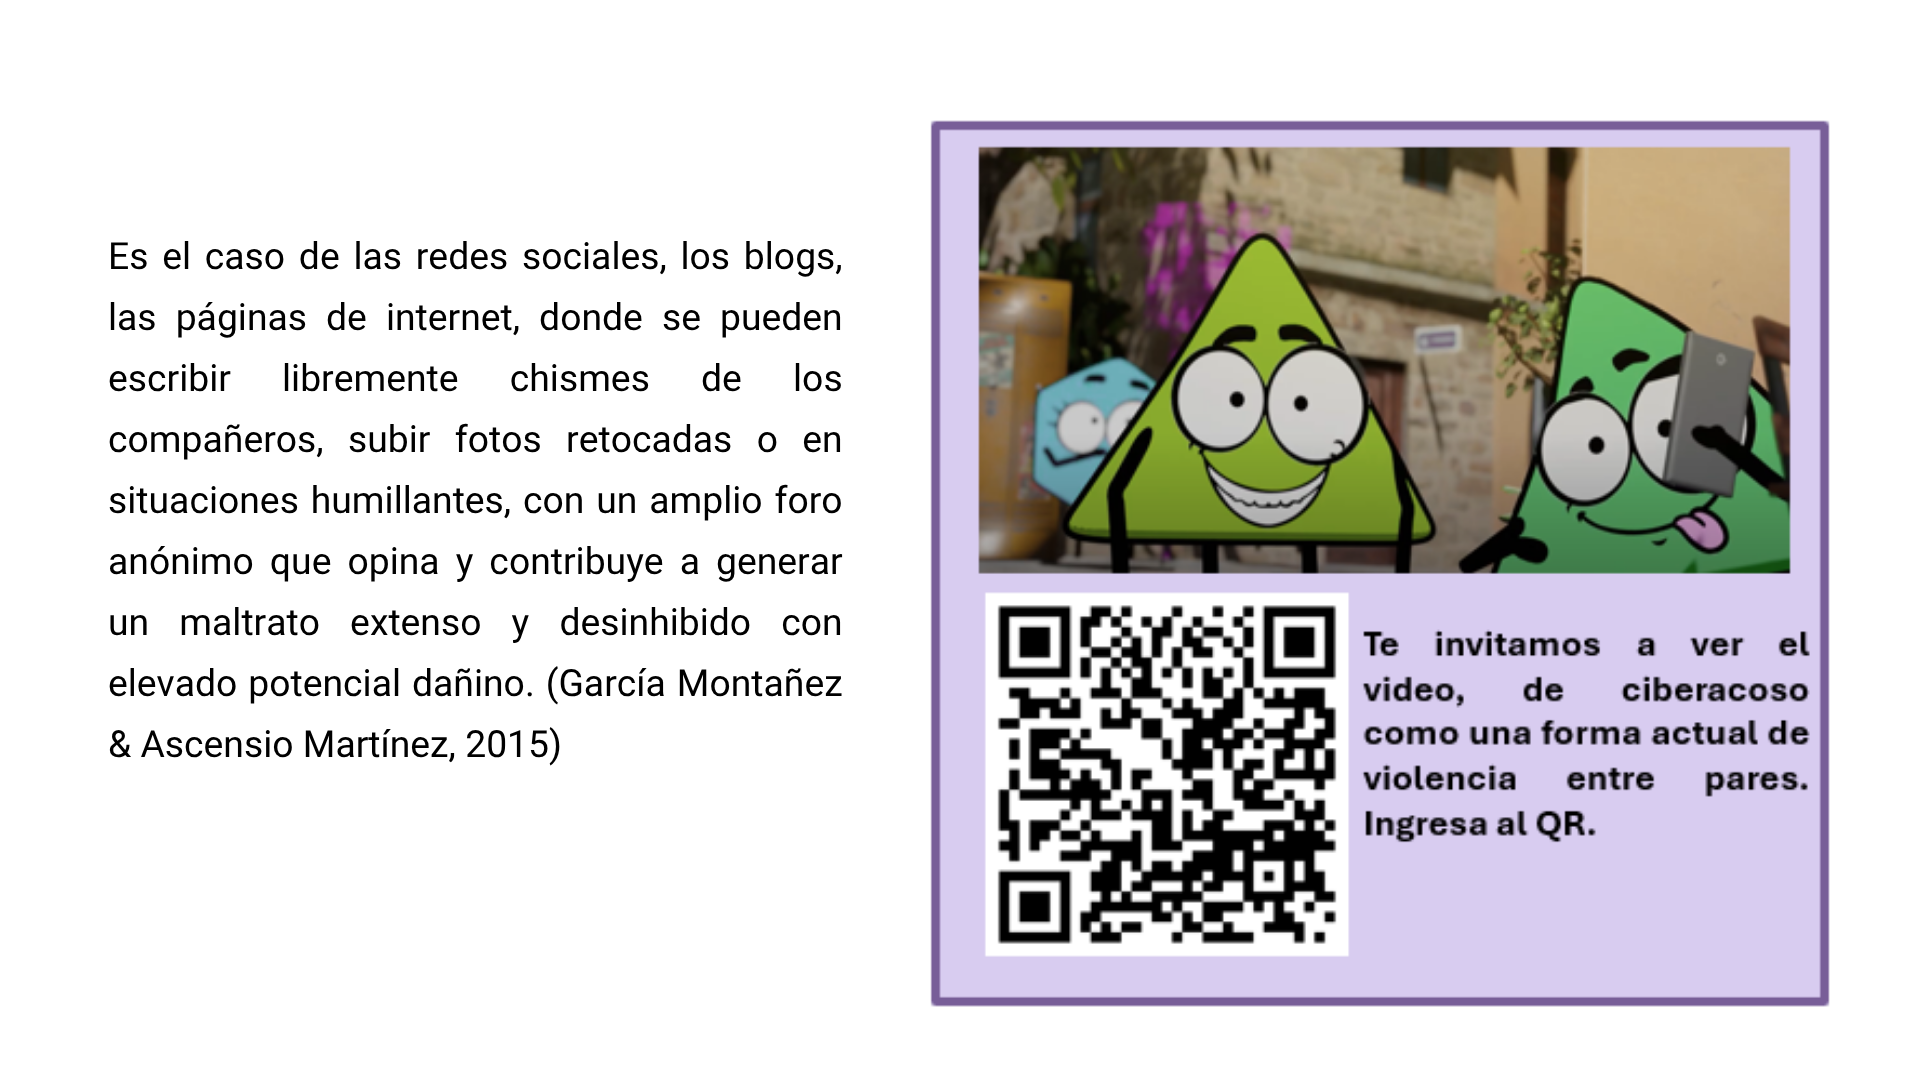 Es el caso de las redes sociales, los blogs,
las páginas de internet, donde se pueden
escribir libremente chismes de los
compañeros, subir fotos retocadas o en
situaciones humillantes, con un amplio foro
anónimo que opina y contribuye a generar
un maltrato extenso y desinhibido con
elevado potencial dañino. (García Montañez
& Ascensio Martínez, 2015)
Te invitamos a ver el
video, de ciberacoso
como una forma actual de
violencia entre pares.
Ingresa al QR.